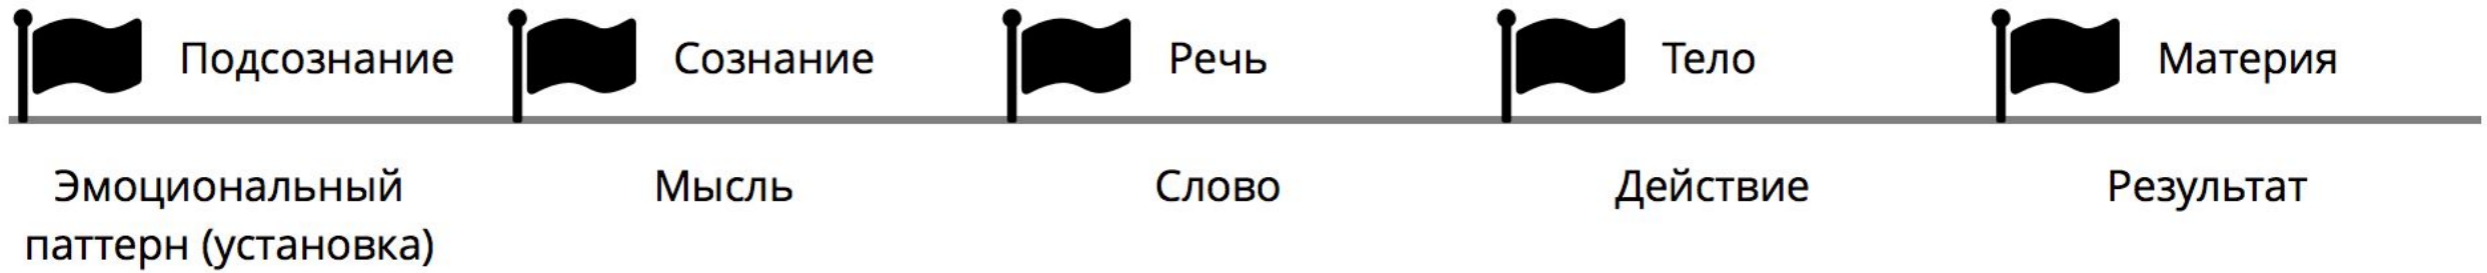 Подсознание Сознание Речь Тело Материя
Эмоциональный Мысль Слово Действие Результат
паттерн (установка)